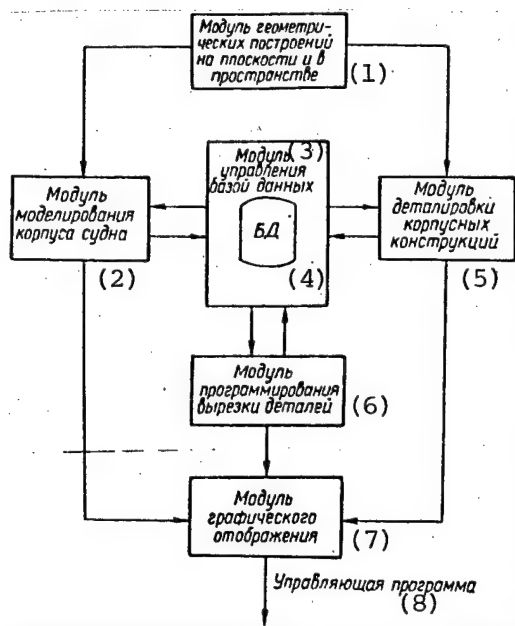 Модуль геометри-
ческих построений
на плоскости и в
пространстве
(1)
(3)
Модуль
управления
базой данных
БД
(4)
Модуль
моделирования
корпуса судна
(2)
Модуль
деталировки
корпусных
конструкций
(5)
Модуль
программирования
вырезки деталей
(6)
Модуль
графического
отображения
(7)
Управляющая программа
(8)